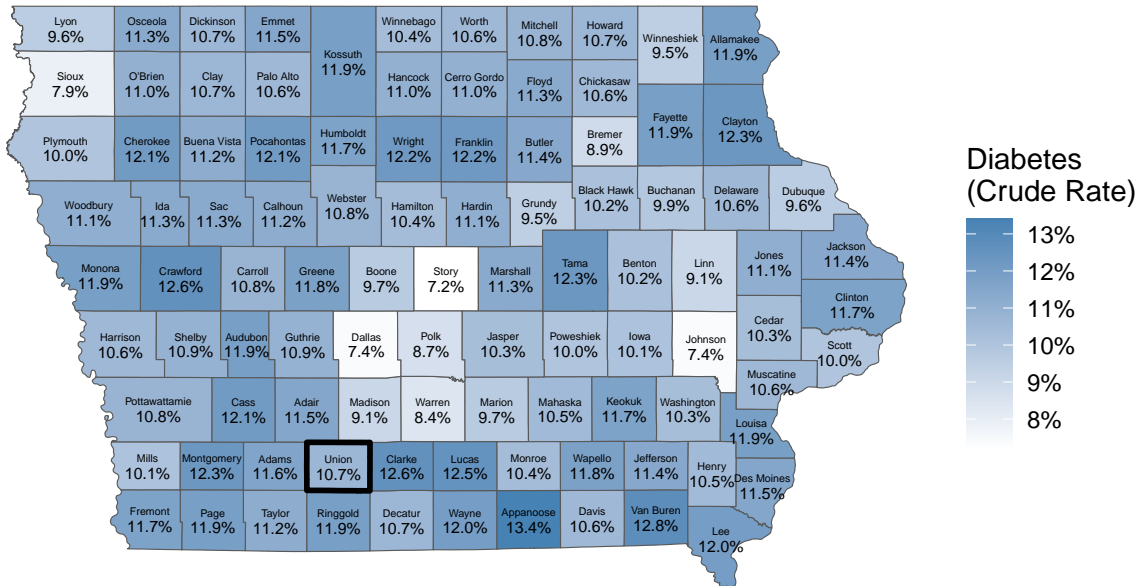 Lyon
9.6%
Osceola
11.3%
Dickinson
10.7%
Emmet
11.5%
Kossuth
11.9%
Winnebago
10.4%
Worth
10.6%
Mitchell
10.8%
Howard
10.7%
Winneshiek
9.5%
Allamakee
11.9%
Sioux
7.9%
O'Brien
11.0%
Clay
10.7%
Palo Alto
10.6%
Hancock
11.0%
Cerro Gordo
11.0%
Floyd
11.3%
Chickasaw
10.6%
Fayette
11.9%
Clayton
12.3%
Plymouth
10.0%
Cherokee
12.1%
Buena Vista
11.2%
Pocahontas
12.1%
Humboldt
11.7%
Wright
12.2%
Franklin
12.2%
Butler
11.4%
Bremer
8.9%
Woodbury
11.1%
Ida
11.3%
Sac
11.3%
Calhoun
11.2%
Webster
10.8%
Hamilton
10.4%
Hardin
11.1%
Grundy
9.5%
Black Hawk
10.2%
Buchanan
9.9%
Delaware
10.6%
Dubuque
9.6%
Monona
11.9%
Crawford
12.6%
Carroll
10.8%
Greene
11.8%
Boone
9.7%
Story
7.2%
Marshall
11.3%
Tama
12.3%
Benton
10.2%
Linn
9.1%
Jones
11.1%
Jackson
11.4%
Clinton
11.7%
Harrison
10.6%
Shelby
10.9%
Audubon
11.9%
Guthrie
10.9%
Dallas
7.4%
Polk
8.7%
Jasper
10.3%
Poweshiek
10.0%
Iowa
10.1%
Johnson
7.4%
Cedar
10.3%
Scott
10.0%
Muscatine
10.6%
Pottawattamie
10.8%
Cass
12.1%
Adair
11.5%
Madison
9.1%
Warren
8.4%
Marion
9.7%
Mahaska
10.5%
Keokuk
11.7%
Washington
10.3%
Louisa
11.9%
Mills
10.1%
Montgomery
12.3%
Adams
11.6%
Union
10.7%
Clarke
12.6%
Lucas
12.5%
Monroe
10.4%
Wapello
11.8%
Jefferson
11.4%
Henry
10.5%
Des Moines
11.5%
Fremont
11.7%
Page
11.9%
Taylor
11.2%
Ringgold
11.9%
Decatur
10.7%
Wayne
12.0%
Appanoose
13.4%
Davis
10.6%
Van Buren
12.8%
Lee
12.0%
Diabetes
(Crude Rate)
13%
12%
11%
10%
9%
8%